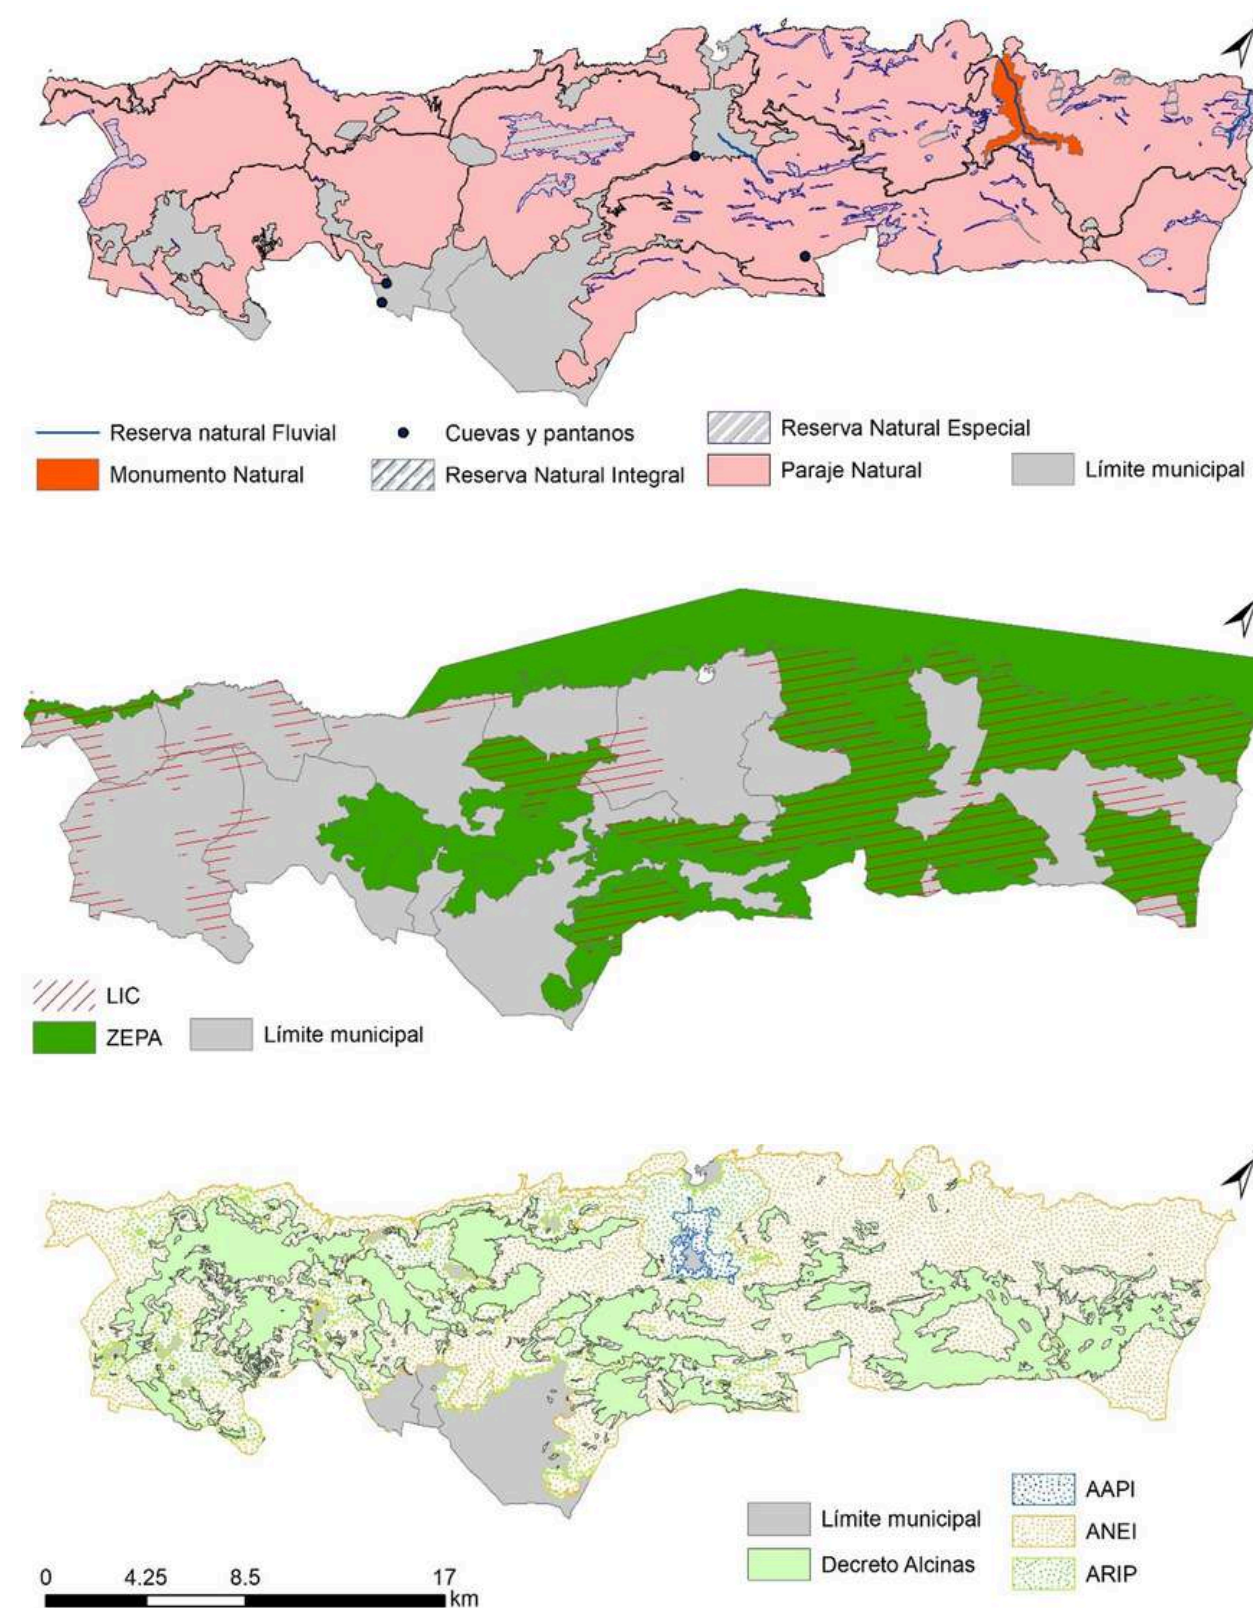 Reserva natural Fluvial
Cuevas y pantanos
Reserva Natural Especial
Monumento Natural
Reserva Natural Integral
Paraje Natural
Límite municipal
LIC
ZEPA
Límite municipal
AAPI
Límite municipal
ANEI
Decreto Alcinas
ARIP
0 4.25 8.5 17
km